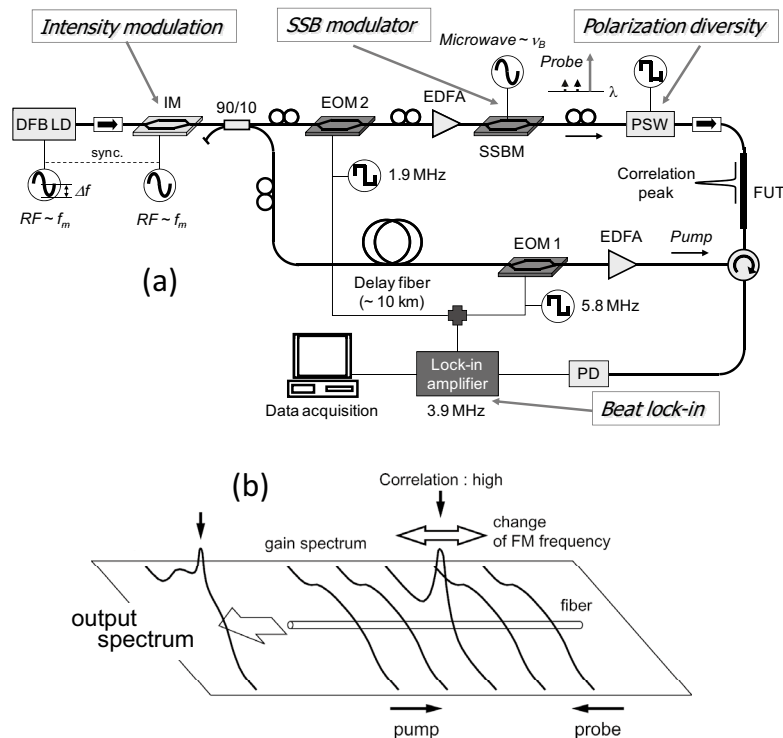 Intensity modulation
SSB modulator
Polarization diversity
Microwave ~ νB
Probe
λ
IM
90/10
EOM 2
EDFA
DFB LD
SSBM
PSW
sync.
Δf
1.9 MHz
Correlation
peak
FUT
RF ~ fm
RF ~ fm
EOM 1
EDFA
Pump
(a)
Delay fiber
(~ 10 km)
5.8 MHz
Lock-in
amplifier
PD
Data acquisition
3.9 MHz
Beat lock-in
(b)
Correlation : high
change
of FM frequency
gain spectrum
fiber
output
spectrum
pump
probe